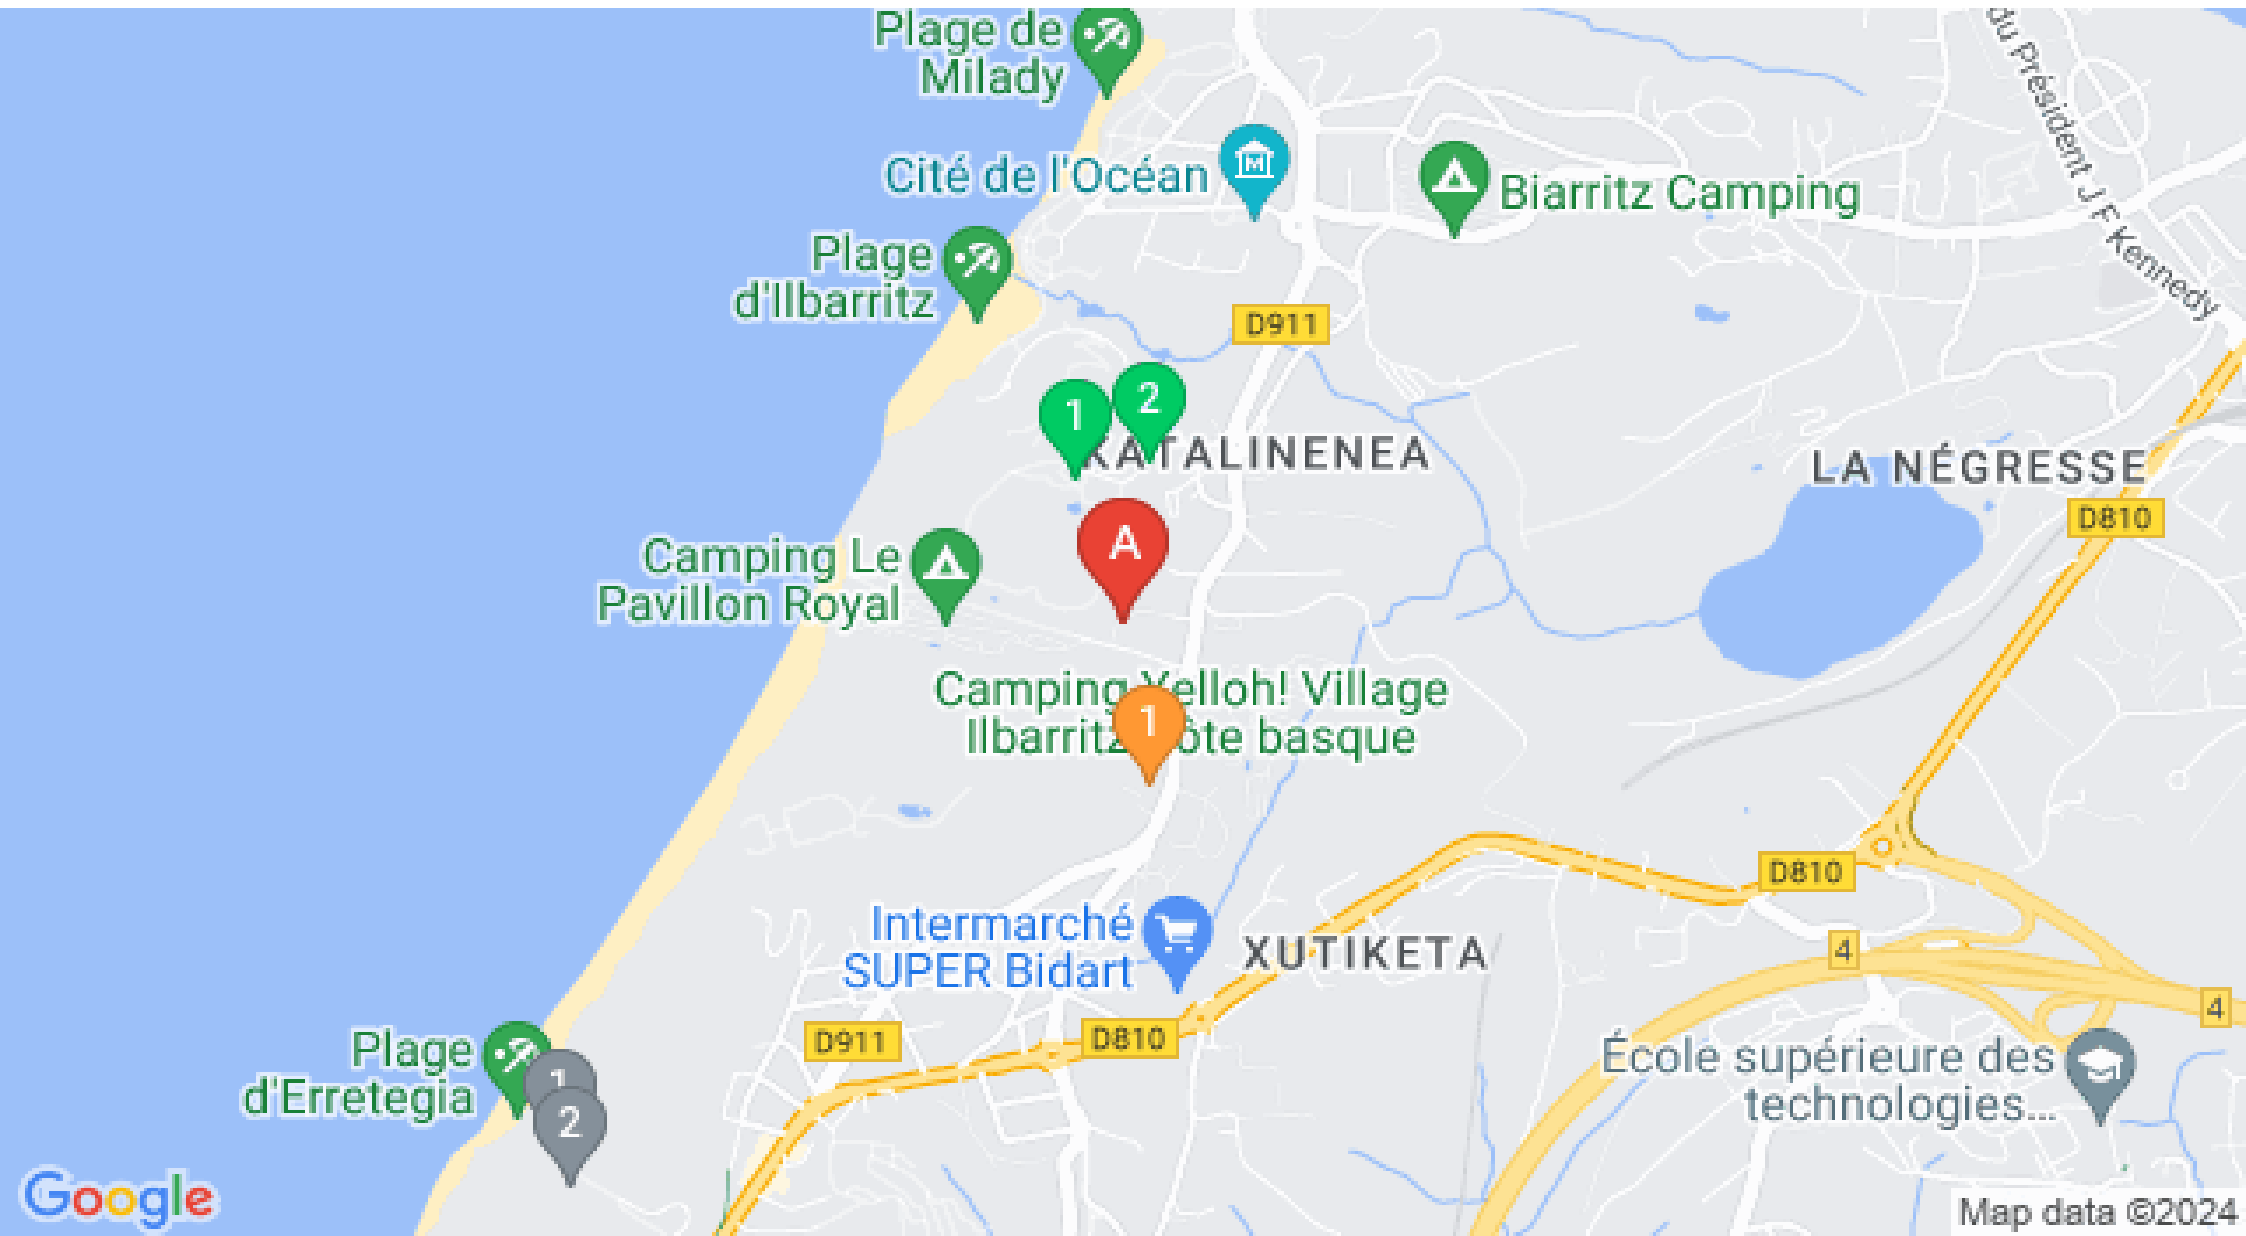 Plage de
Milady
du Président J F Kennedy
Cité de l'Océan
Biarritz Camping
Plage
d'Ilbarritz
D911
1
2
KATALINENEA
LA NÉGRESSE
D810
A
Camping Le
Pavillon Royal
Camping Yelloh! Village
Ilbarritz Côte basque
1
D810
Intermarché
SUPER Bidart
XUTIKETA
4
4
D911
D810
Plage
d'Erretegia
1
2
École supérieure des
technologies...
Google
Map data ©2024